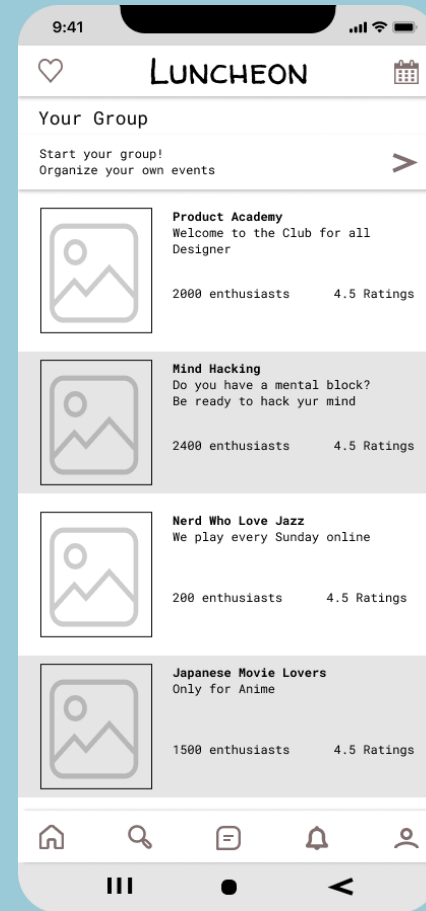 9:41
LUNCHEON
Your Group
Start your group!
Organize your own events
Product Academy
Welcome to the Club for all
Designer
2000 enthusiasts 4.5 Ratings
Mind Hacking
Do you have a mental block?
Be ready to hack yur mind
2400 enthusiasts 4.5 Ratings
Nerd Who Love Jazz
We play every Sunday online
200 enthusiasts 4.5 Ratings
Japanese Movie Lovers
Only for Anime
1500 enthusiasts 4.5 Ratings